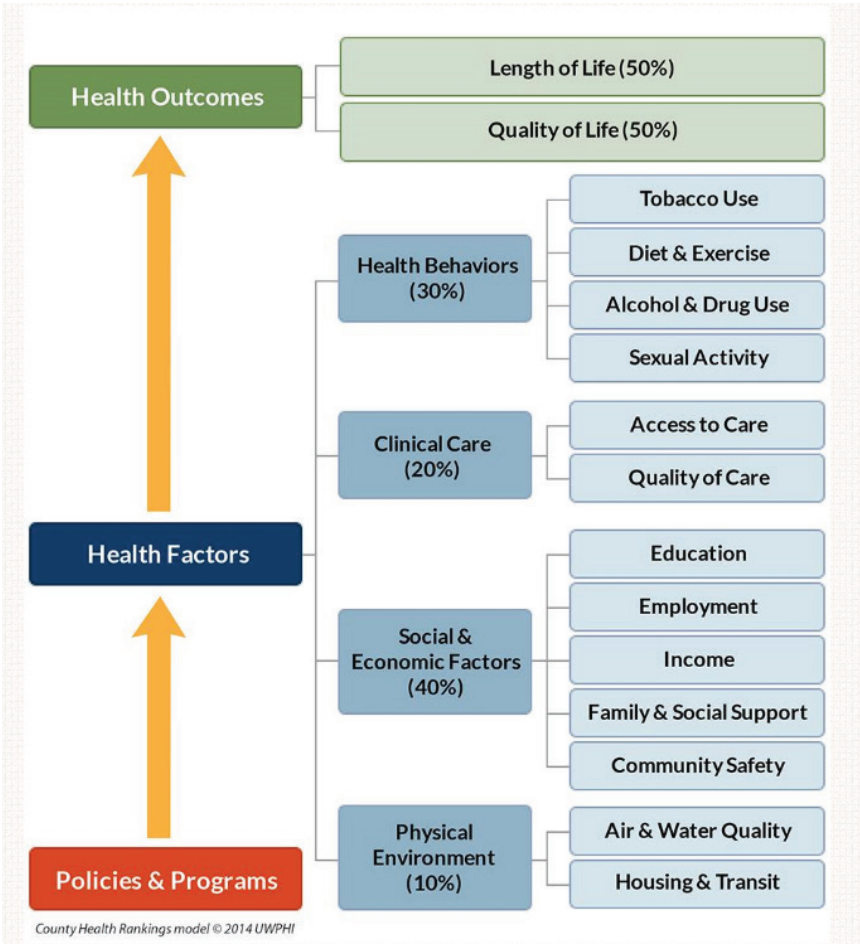 Health Outcomes
Length of Life (50%)
Quality of Life (50%)
Health Behaviors
(30%)
Tobacco Use
Diet & Exercise
Alcohol & Drug Use
Sexual Activity
Clinical Care
(20%)
Access to Care
Quality of Care
Health Factors
Social &
Economic Factors
(40%)
Education
Employment
Income
Family & Social Support
Community Safety
Physical
Environment
(10%)
Air & Water Quality
Housing & Transit
Policies & Programs
County Health Rankings model © 2014 UWPHI